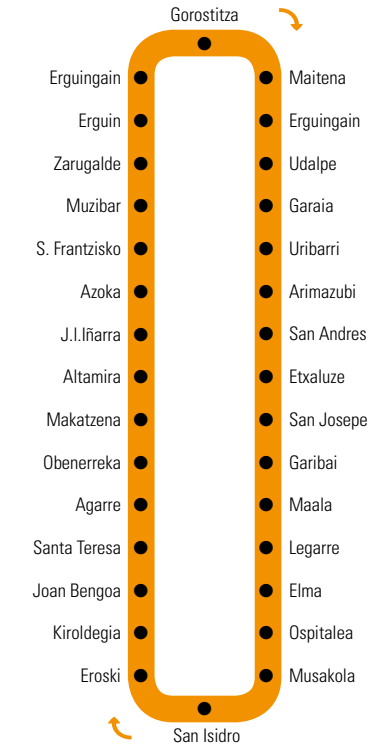 Gorostitza
Erguingain
Maitena
Erguin
Erguingain
Zarugalde
Udalpe
Muzibar
Garaia
S. Frantzisko
Uribarri
Azoka
Arimazubi
J.I.Iñarra
San Andres
Altamira
Etxaluze
Makatzena
San Josepe
Obenerreka
Garibai
Agarre
Maala
Santa Teresa
Legarre
Joan Bengoa
Elma
Kiroldegia
Ospitalea
Eroski
Musakola
San Isidro